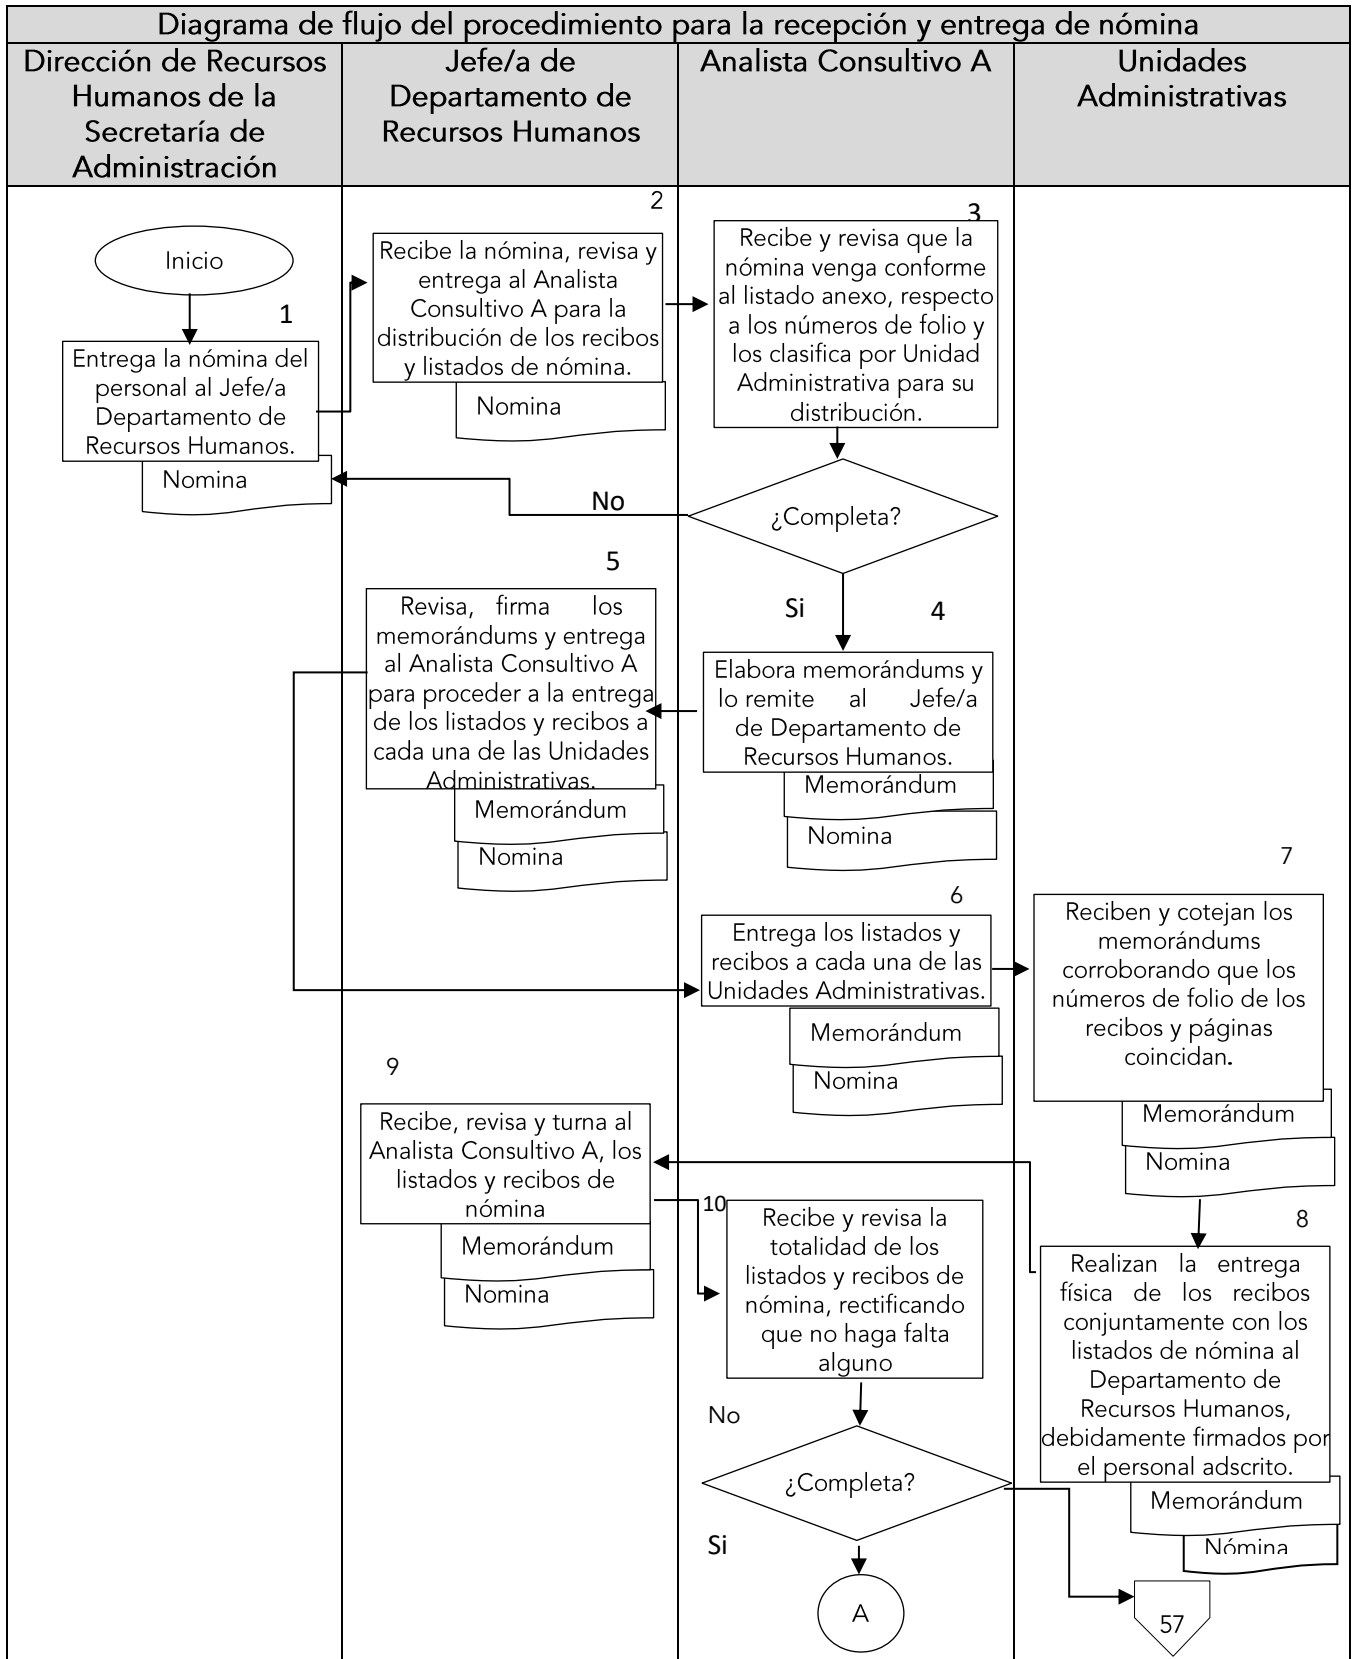 Diagrama de flujo del procedimiento para la recepción y entrega de nómina
Dirección de Recursos
Humanos de la
Secretaría de
Administración
Jefe/a de
Departamento de
Recursos Humanos
Analista Consultivo A
Unidades
Administrativas
Inicio
1
Entrega la nómina del
personal al Jefe/a
Departamento de
Recursos Humanos.
Nomina
2
Recibe la nómina, revisa y
entrega al Analista
Consultivo A para la
distribución de los recibos
y listados de nómina.
Nomina
3
Recibe y revisa que la
nómina venga conforme
al listado anexo, respecto
a los números de folio y
los clasifica por Unidad
Administrativa para su
distribución.
¿Completa?
No
Si
4
Elabora memorándums y
lo remite al Jefe/a
de Departamento de
Recursos Humanos.
Memorándum
Nomina
5
Revisa, firma los
memorándums y entrega
al Analista Consultivo A
para proceder a la entrega
de los listados y recibos a
cada una de las Unidades
Administrativas.
Memorándum
Nomina
6
Entrega los listados y
recibos a cada una de las
Unidades Administrativas.
Memorándum
Nomina
7
Reciben y cotejan los
memorándums
corroborando que los
números de folio de los
recibos y páginas
coincidan.
Memorándum
Nomina
8
Realizan la entrega
física de los recibos
conjuntamente con los
listados de nómina al
Departamento de
Recursos Humanos,
debidamente firmados por
el personal adscrito.
Memorándum
Nómina
9
Recibe, revisa y turna al
Analista Consultivo A, los
listados y recibos de
nómina
Memorándum
Nomina
10
Recibe y revisa la
totalidad de los
listados y recibos de
nómina, rectificando
que no haga falta
alguno
No
¿Completa?
Si
A
57